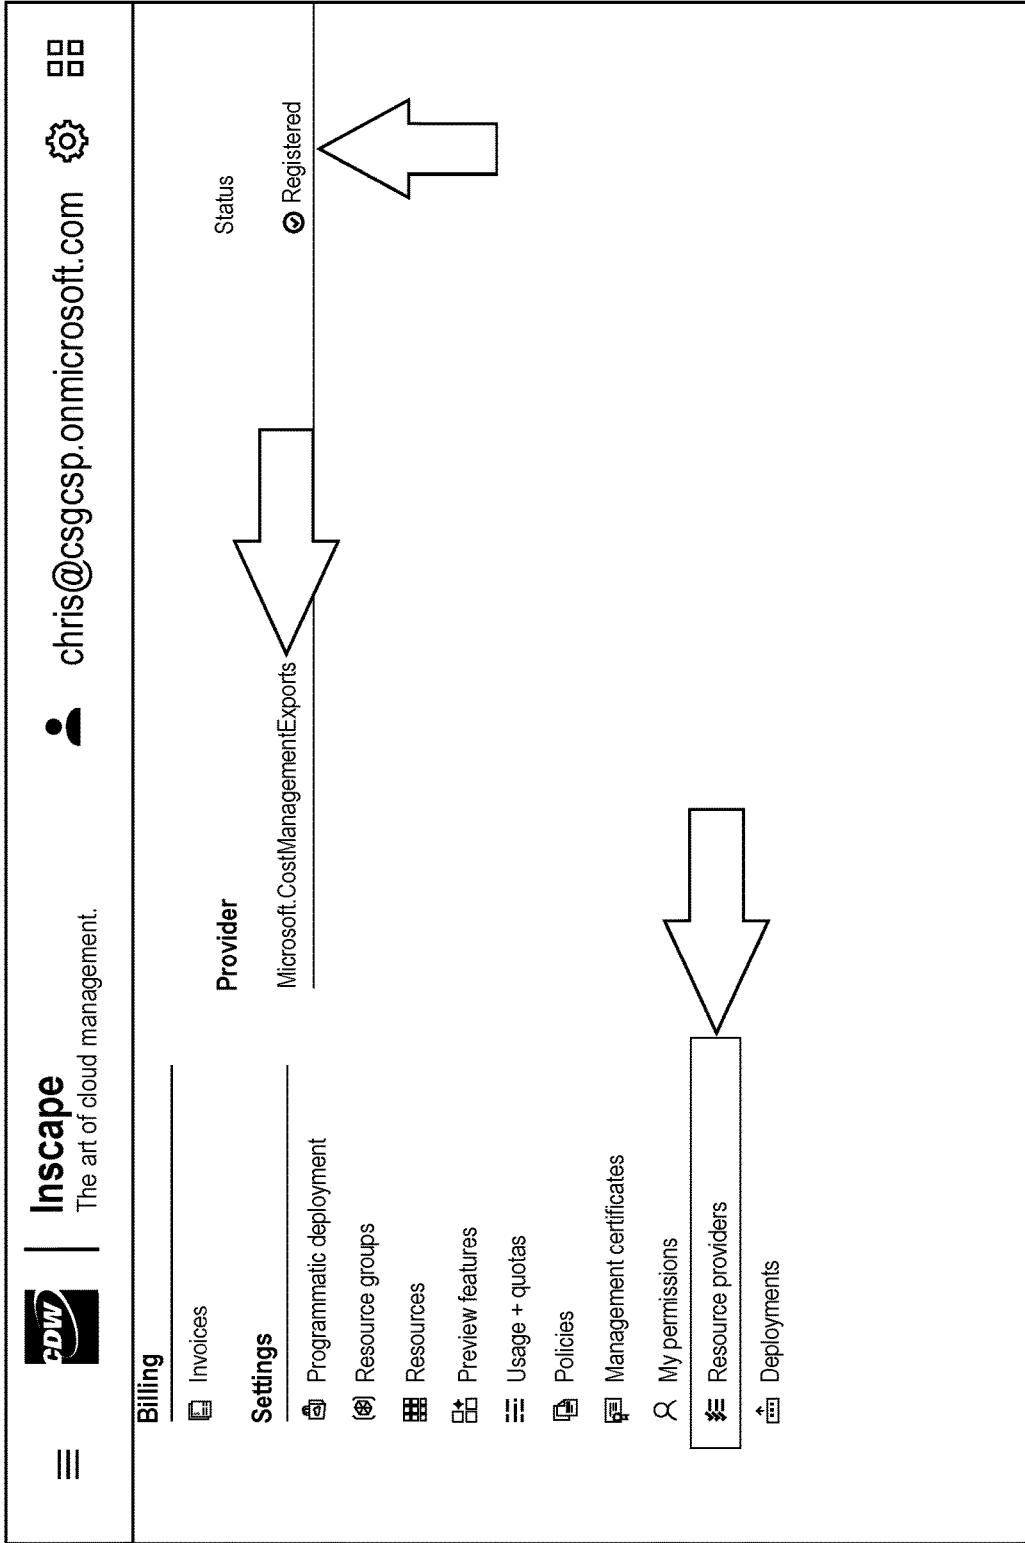 CDW
Inscape
The art of cloud management.
chris@csgcsp.onmicrosoft.com
Billing
Invoices
Settings
Programmatic deployment
Resource groups
Resources
Preview features
Usage + quotas
Policies
Management certificates
My permissions
Resource providers
Deployments
Provider
Status
Microsoft.CostManagementExports
Registered